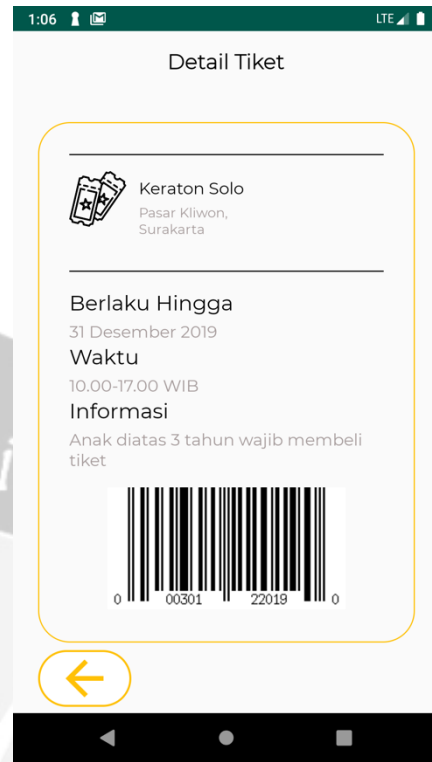 1:06
LTE
Detail Tiket
Keraton Solo
Pasar Kliwon,
Surakarta
Berlaku Hingga
31 Desember 2019
Waktu
10.00-17.00 WIB
Informasi
Anak diatas 3 tahun wajib membeli
tiket
0 00301 22019 0